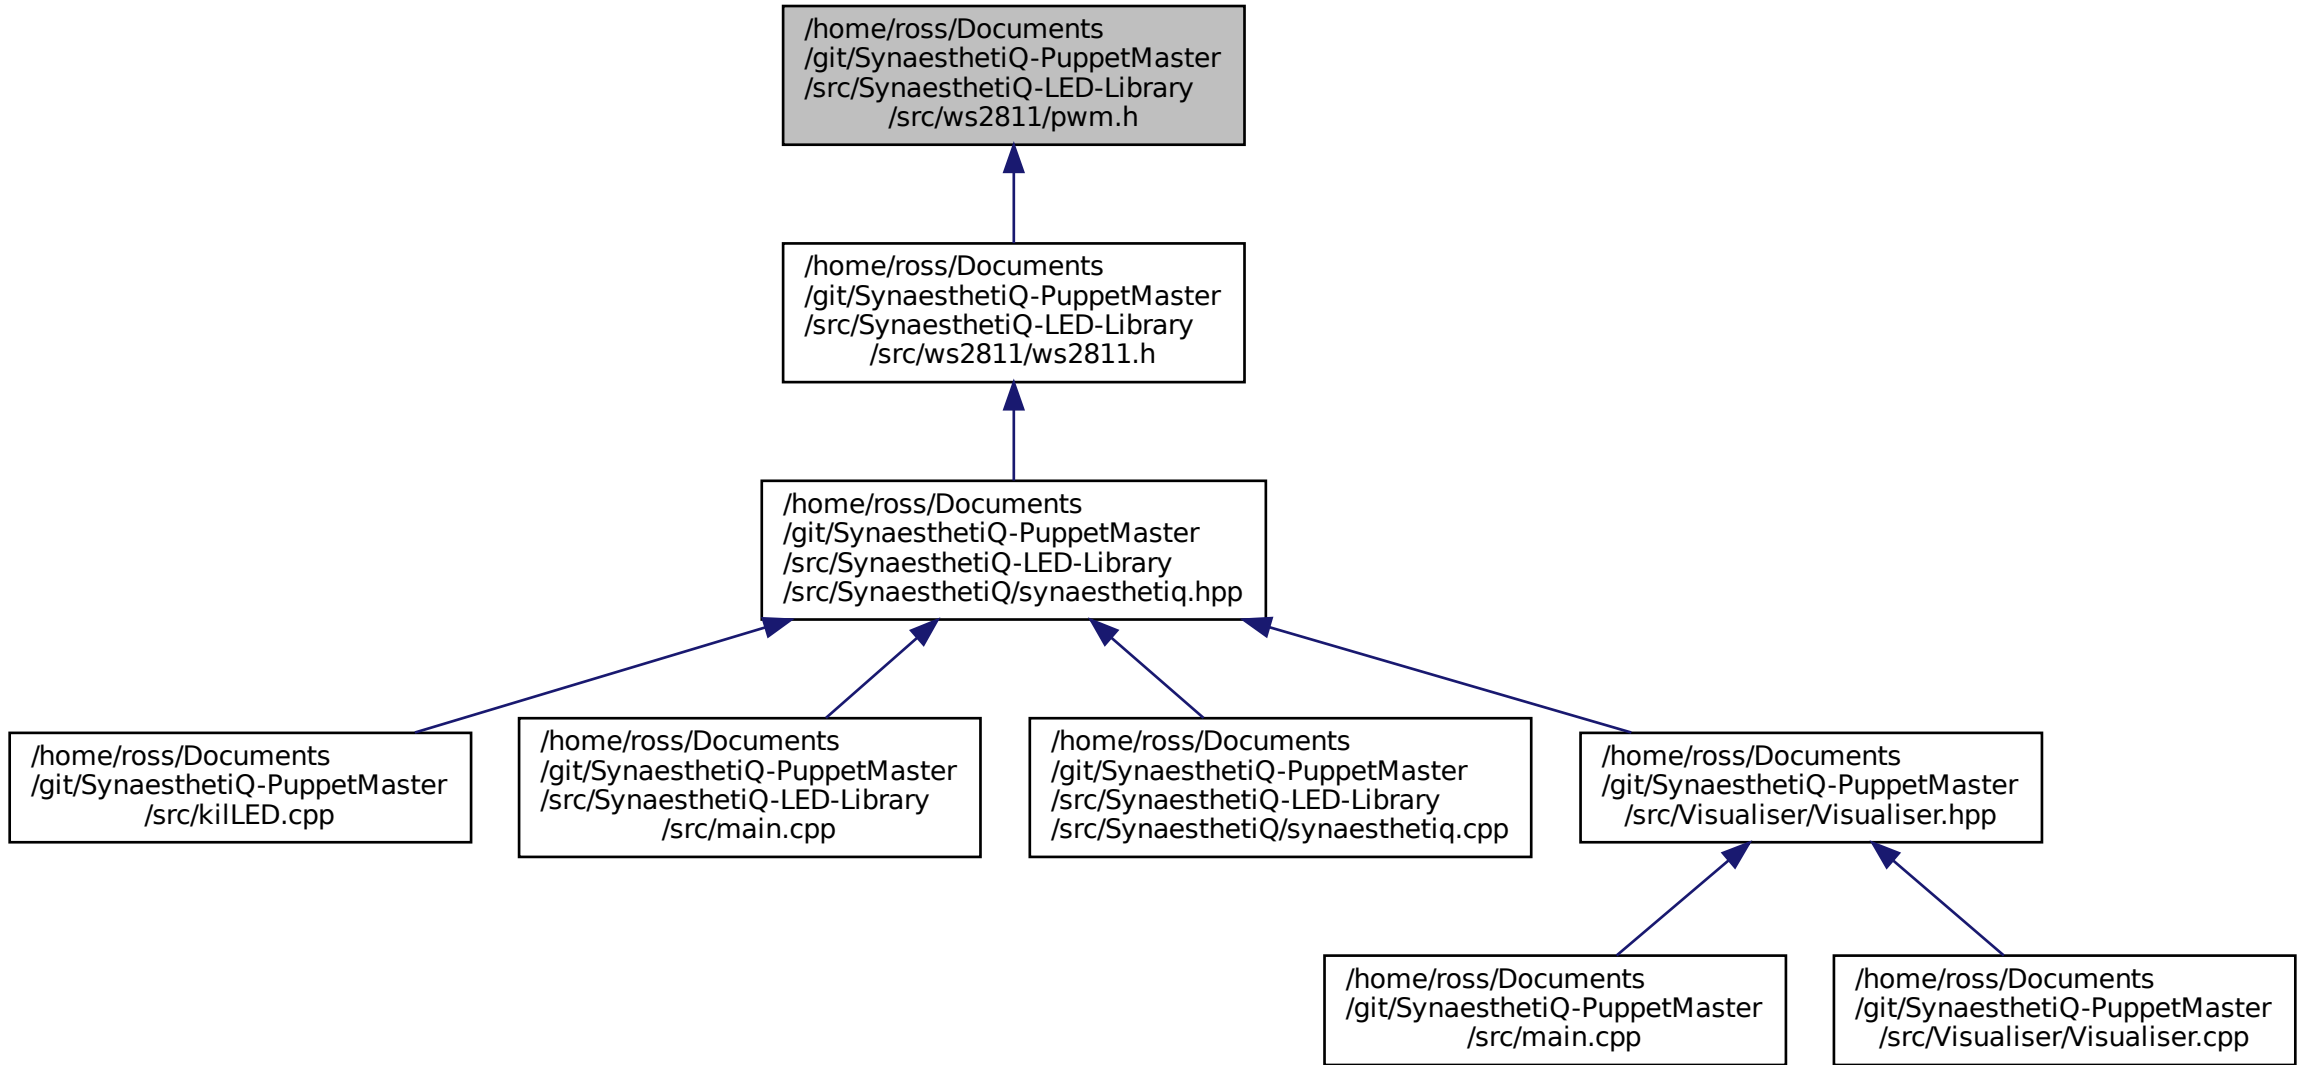 /home/ross/Documents
/git/SynaesthetiQ-PuppetMaster
/src/SynaesthetiQ-LED-Library
/src/ws2811/pwm.h
/home/ross/Documents
/git/SynaesthetiQ-PuppetMaster
/src/SynaesthetiQ-LED-Library
/src/ws2811/ws2811.h
/home/ross/Documents
/git/SynaesthetiQ-PuppetMaster
/src/SynaesthetiQ-LED-Library
/src/SynaesthetiQ/synaesthetiq.hpp
/home/ross/Documents
/git/SynaesthetiQ-PuppetMaster
/src/kilLED.cpp
/home/ross/Documents
/git/SynaesthetiQ-PuppetMaster
/src/SynaesthetiQ-LED-Library
/src/main.cpp
/home/ross/Documents
/git/SynaesthetiQ-PuppetMaster
/src/SynaesthetiQ-LED-Library
/src/SynaesthetiQ/synaesthetiq.cpp
/home/ross/Documents
/git/SynaesthetiQ-PuppetMaster
/src/Visualiser/Visualiser.hpp
/home/ross/Documents
/git/SynaesthetiQ-PuppetMaster
/src/main.cpp
/home/ross/Documents
/git/SynaesthetiQ-PuppetMaster
/src/Visualiser/Visualiser.cpp